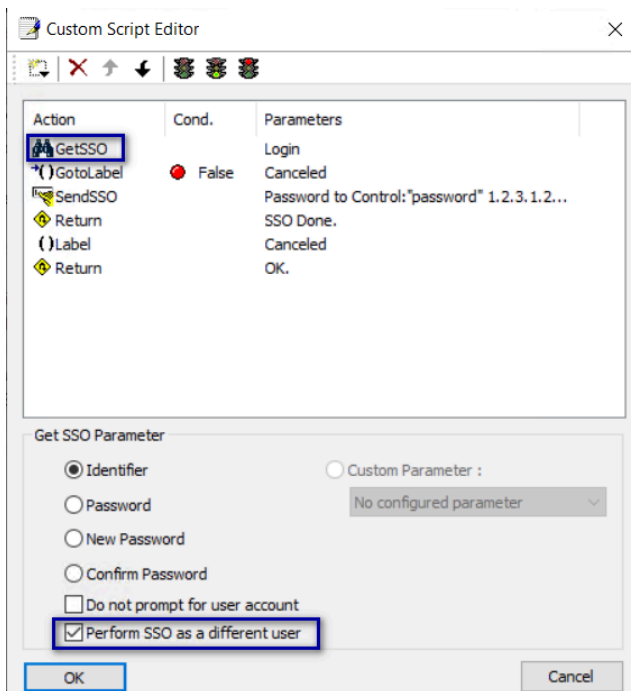 Custom Script Editor
Action Cond. Parameters
GetSSO Login
GotoLabel False Canceled
SendSSO Password to Control:"password" 1.2.3.1.2...
Return SSO Done.
Label Canceled
Return OK.
Get SSO Parameter
Identifier Custom Parameter :
Password No configured parameter
New Password
Confirm Password
Do not prompt for user account
Perform SSO as a different user
OK Cancel